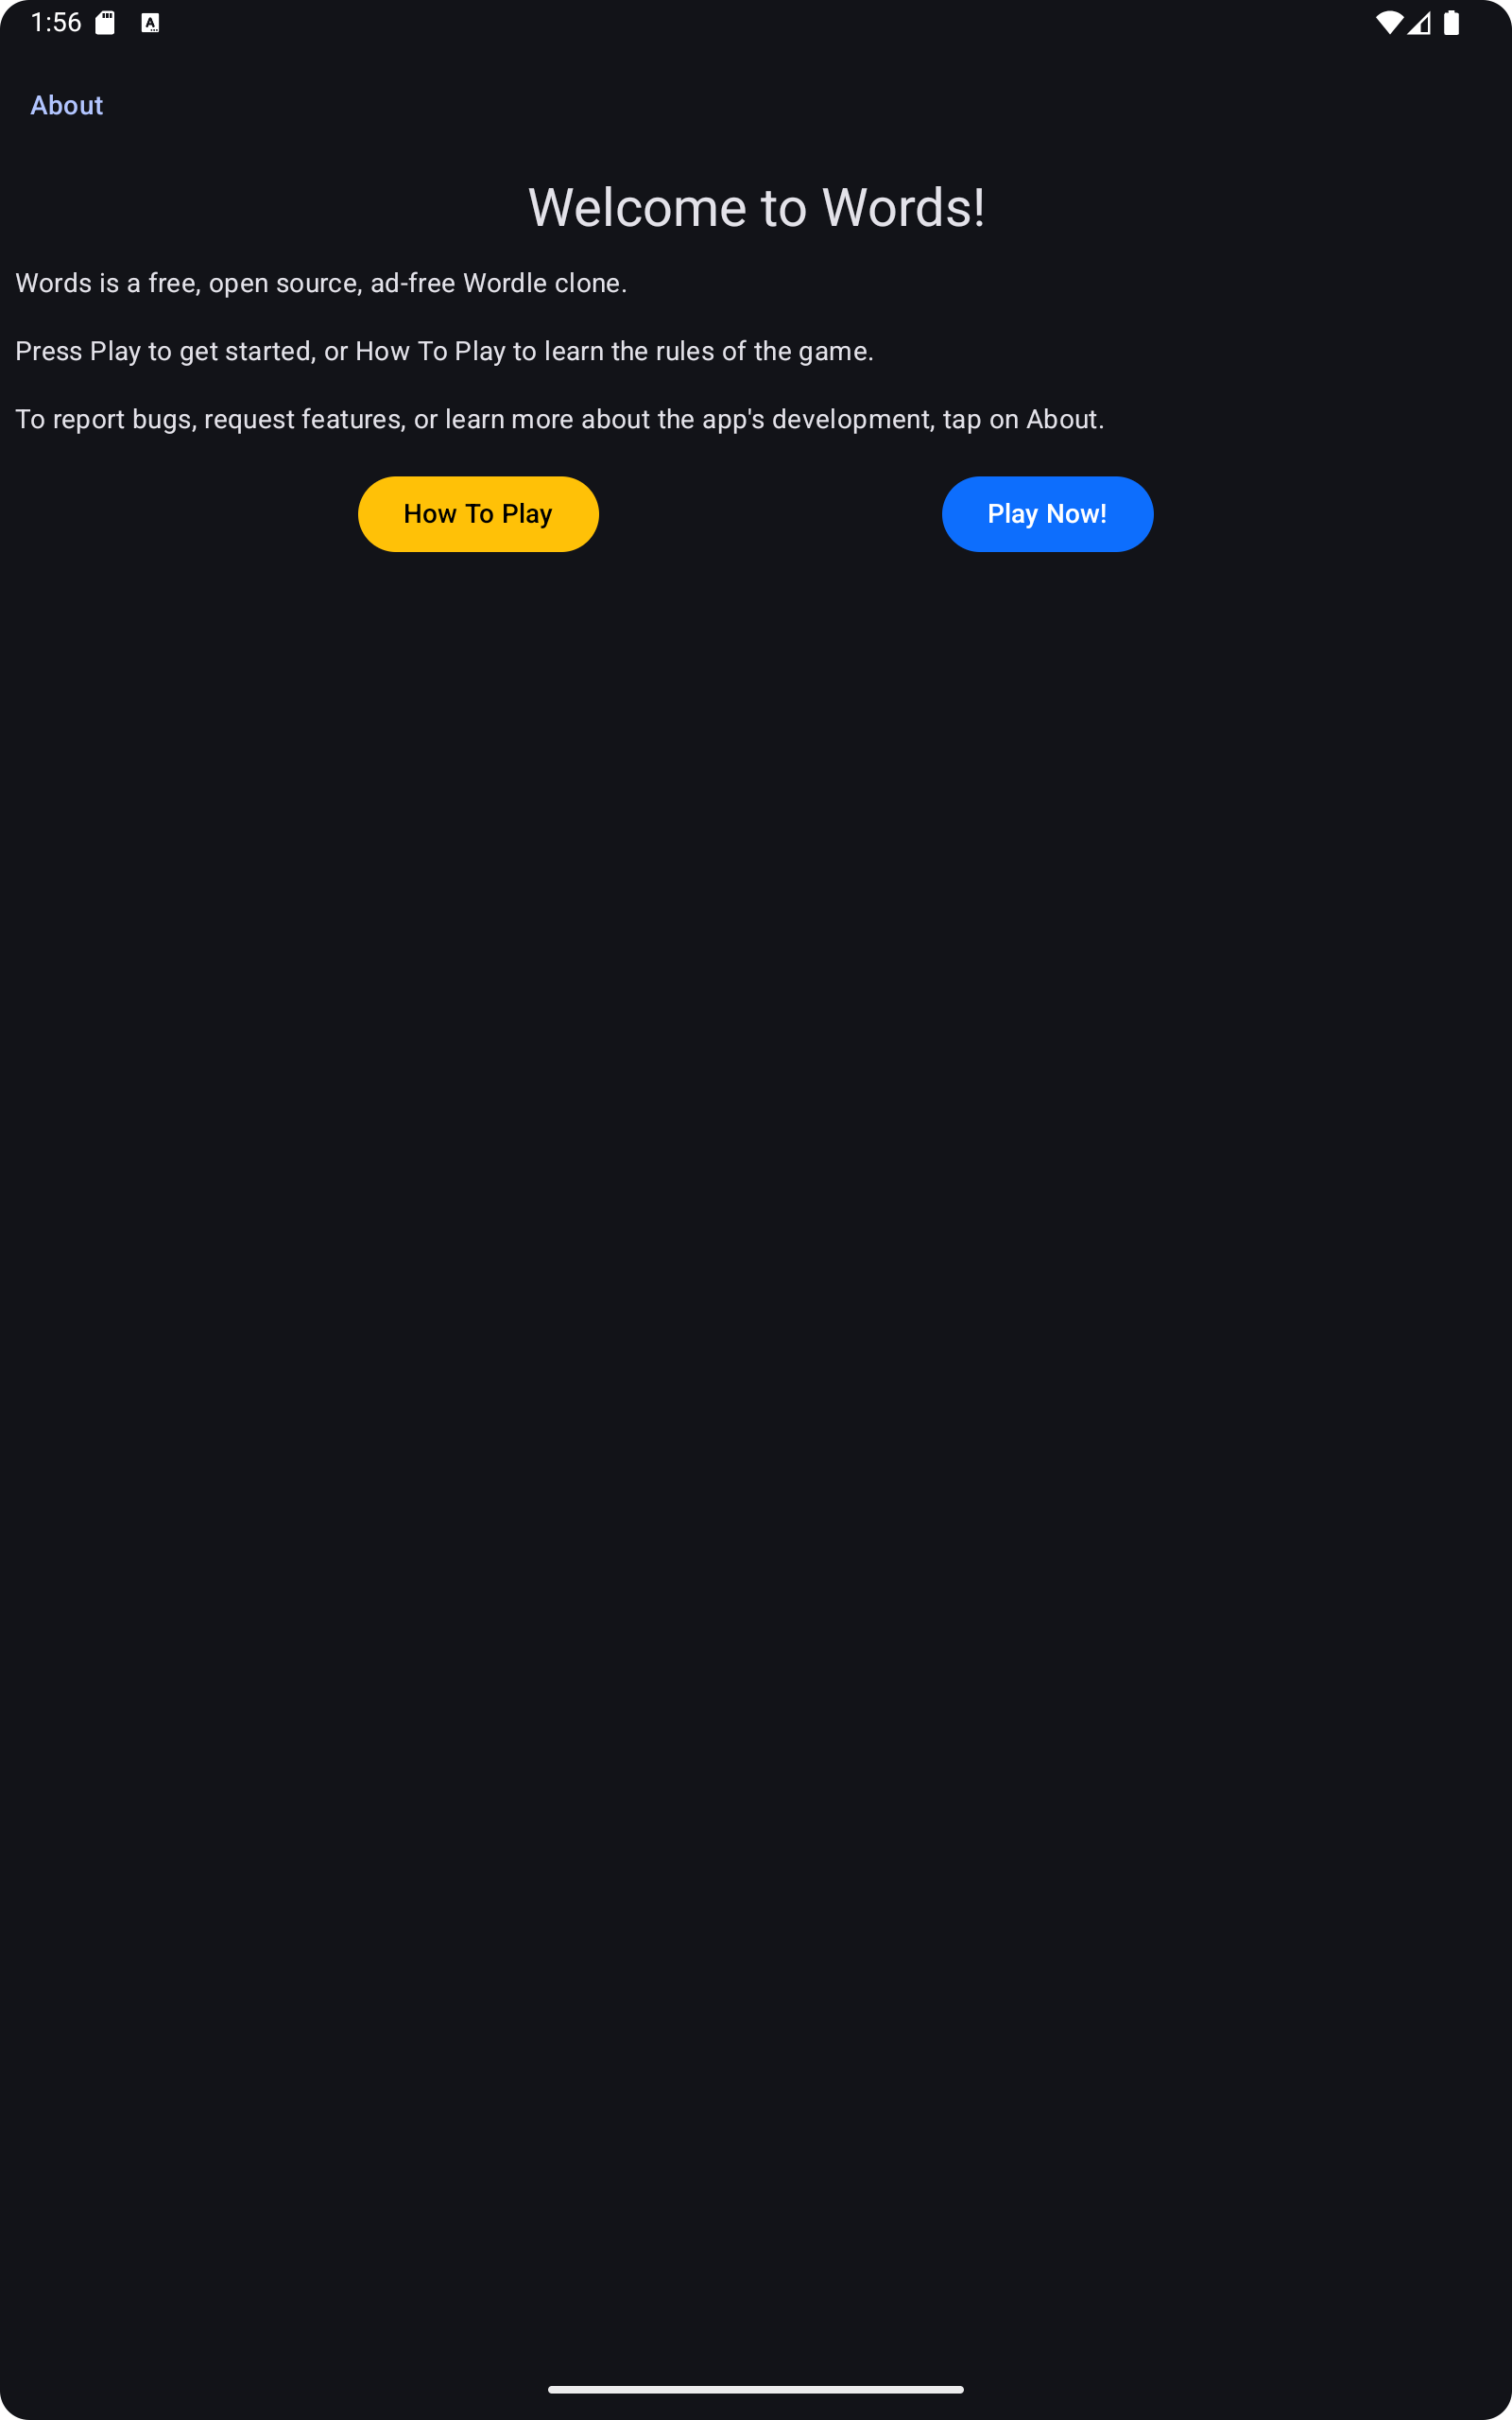 1:56
About
Welcome to Words!
Words is a free, open source, ad-free Wordle clone.
Press Play to get started, or How To Play to learn the rules of the game.
To report bugs, request features, or learn more about the app's development, tap on About.
How To Play
Play Now!